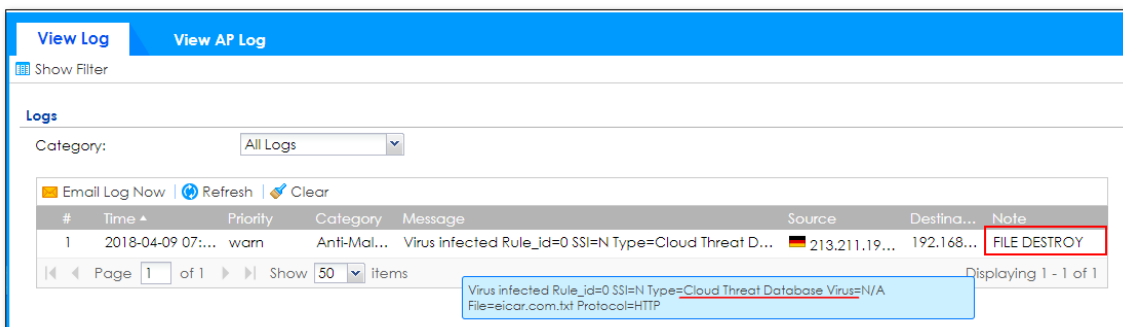 View Log View AP Log
Show Filter
Logs
Category: All Logs
Email Log Now Refresh Clear
# Time Priority Category Message Source Destina... Note
1 2018-04-09 07:... warn Anti-Mal... Virus infected Rule_id=0 SSI=N Type=Cloud Threat D... 213.211.19... 192.168... FILE DESTROY
Page 1 of 1 Show 50 items Displaying 1 - 1 of 1
Virus infected Rule_id=0 SSI=N Type=Cloud Threat Database Virus=N/A
File=eicar.com.txt Protocol=HTTP